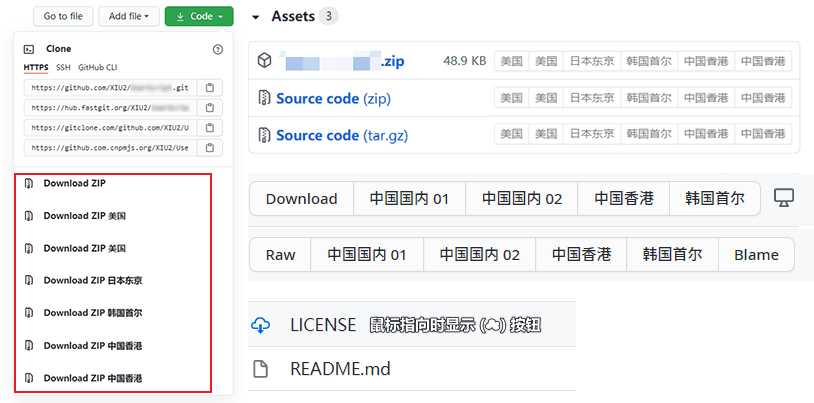 Go to file
Add file
Code
Clone
HTTPS SSH GitHub CLI
https://github.com/XIU2/ .git
https://hub.fastgit.org/XIU2/
https://gitclone.com/github.com/XIU2/U
https://github.com.cnpmjs.org/XIU2/Use
Download ZIP
Download ZIP 美国
Download ZIP 美国
Download ZIP 日本东京
Download ZIP 韩国首尔
Download ZIP 中国香港
Download ZIP 中国香港
Assets 3
.zip 48.9 KB 美国 美国 日本东京 韩国首尔 中国香港 中国香港
Source code (zip) 美国 美国 日本东京 韩国首尔 中国香港 中国香港
Source code (tar.gz) 美国 美国 日本东京 韩国首尔 中国香港 中国香港
Download 中国国内 01 中国国内 02 中国香港 韩国首尔
Raw 中国国内 01 中国国内 02 中国香港 韩国首尔 Blame
LICENSE 鼠标指向时显示 (☁) 按钮
README.md